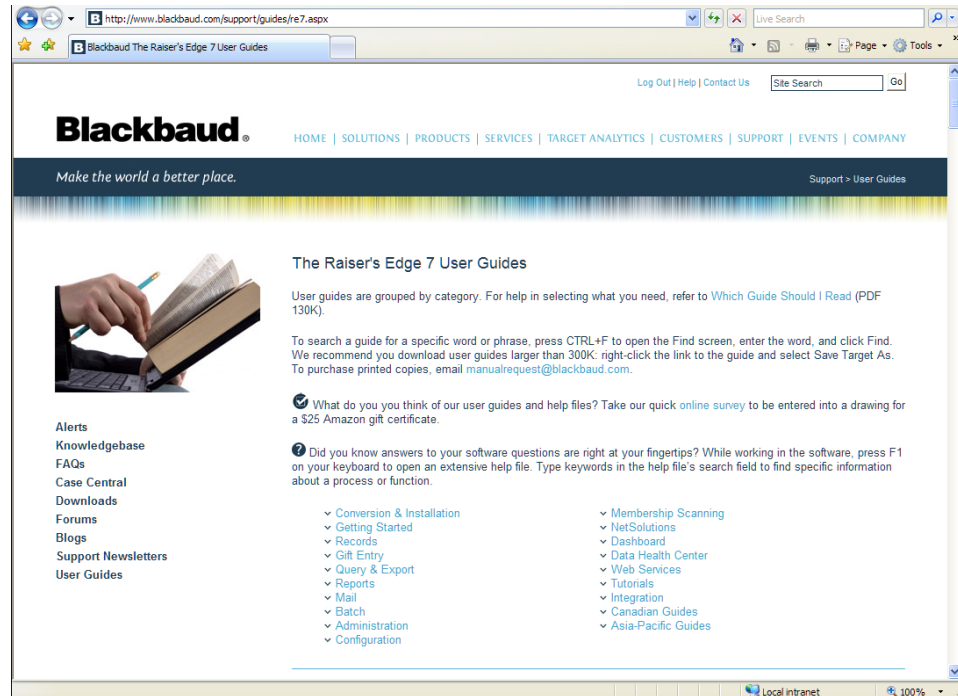 http://www.blackbaud.com/support/guides/re7.aspx
Live Search
Blackbaud The Raiser's Edge 7 User Guides
Page
Tools
Log Out | Help | Contact Us
Site Search
Go
Blackbaud®
HOME | SOLUTIONS | PRODUCTS | SERVICES | TARGET ANALYTICS | CUSTOMERS | SUPPORT | EVENTS | COMPANY
Make the world a better place.
Support > User Guides
The Raiser's Edge 7 User Guides
User guides are grouped by category. For help in selecting what you need, refer to Which Guide Should I Read (PDF
130K).
To search a guide for a specific word or phrase, press CTRL+F to open the Find screen, enter the word, and click Find.
We recommend you download user guides larger than 300K: right-click the link to the guide and select Save Target As.
To purchase printed copies, email manualrequest@blackbaud.com.
What do you you think of our user guides and help files? Take our quick online survey to be entered into a drawing for
a $25 Amazon gift certificate.
Did you know answers to your software questions are right at your fingertips? While working in the software, press F1
on your keyboard to open an extensive help file. Type keywords in the help file's search field to find specific information
about a process or function.
Alerts
Knowledgebase
FAQs
Case Central
Downloads
Forums
Blogs
Support Newsletters
User Guides
Conversion & Installation
Getting Started
Records
Gift Entry
Query & Export
Reports
Mail
Batch
Administration
Configuration
Membership Scanning
NetSolutions
Dashboard
Data Health Center
Web Services
Tutorials
Integration
Canadian Guides
Asia-Pacific Guides
Local intranet
100%